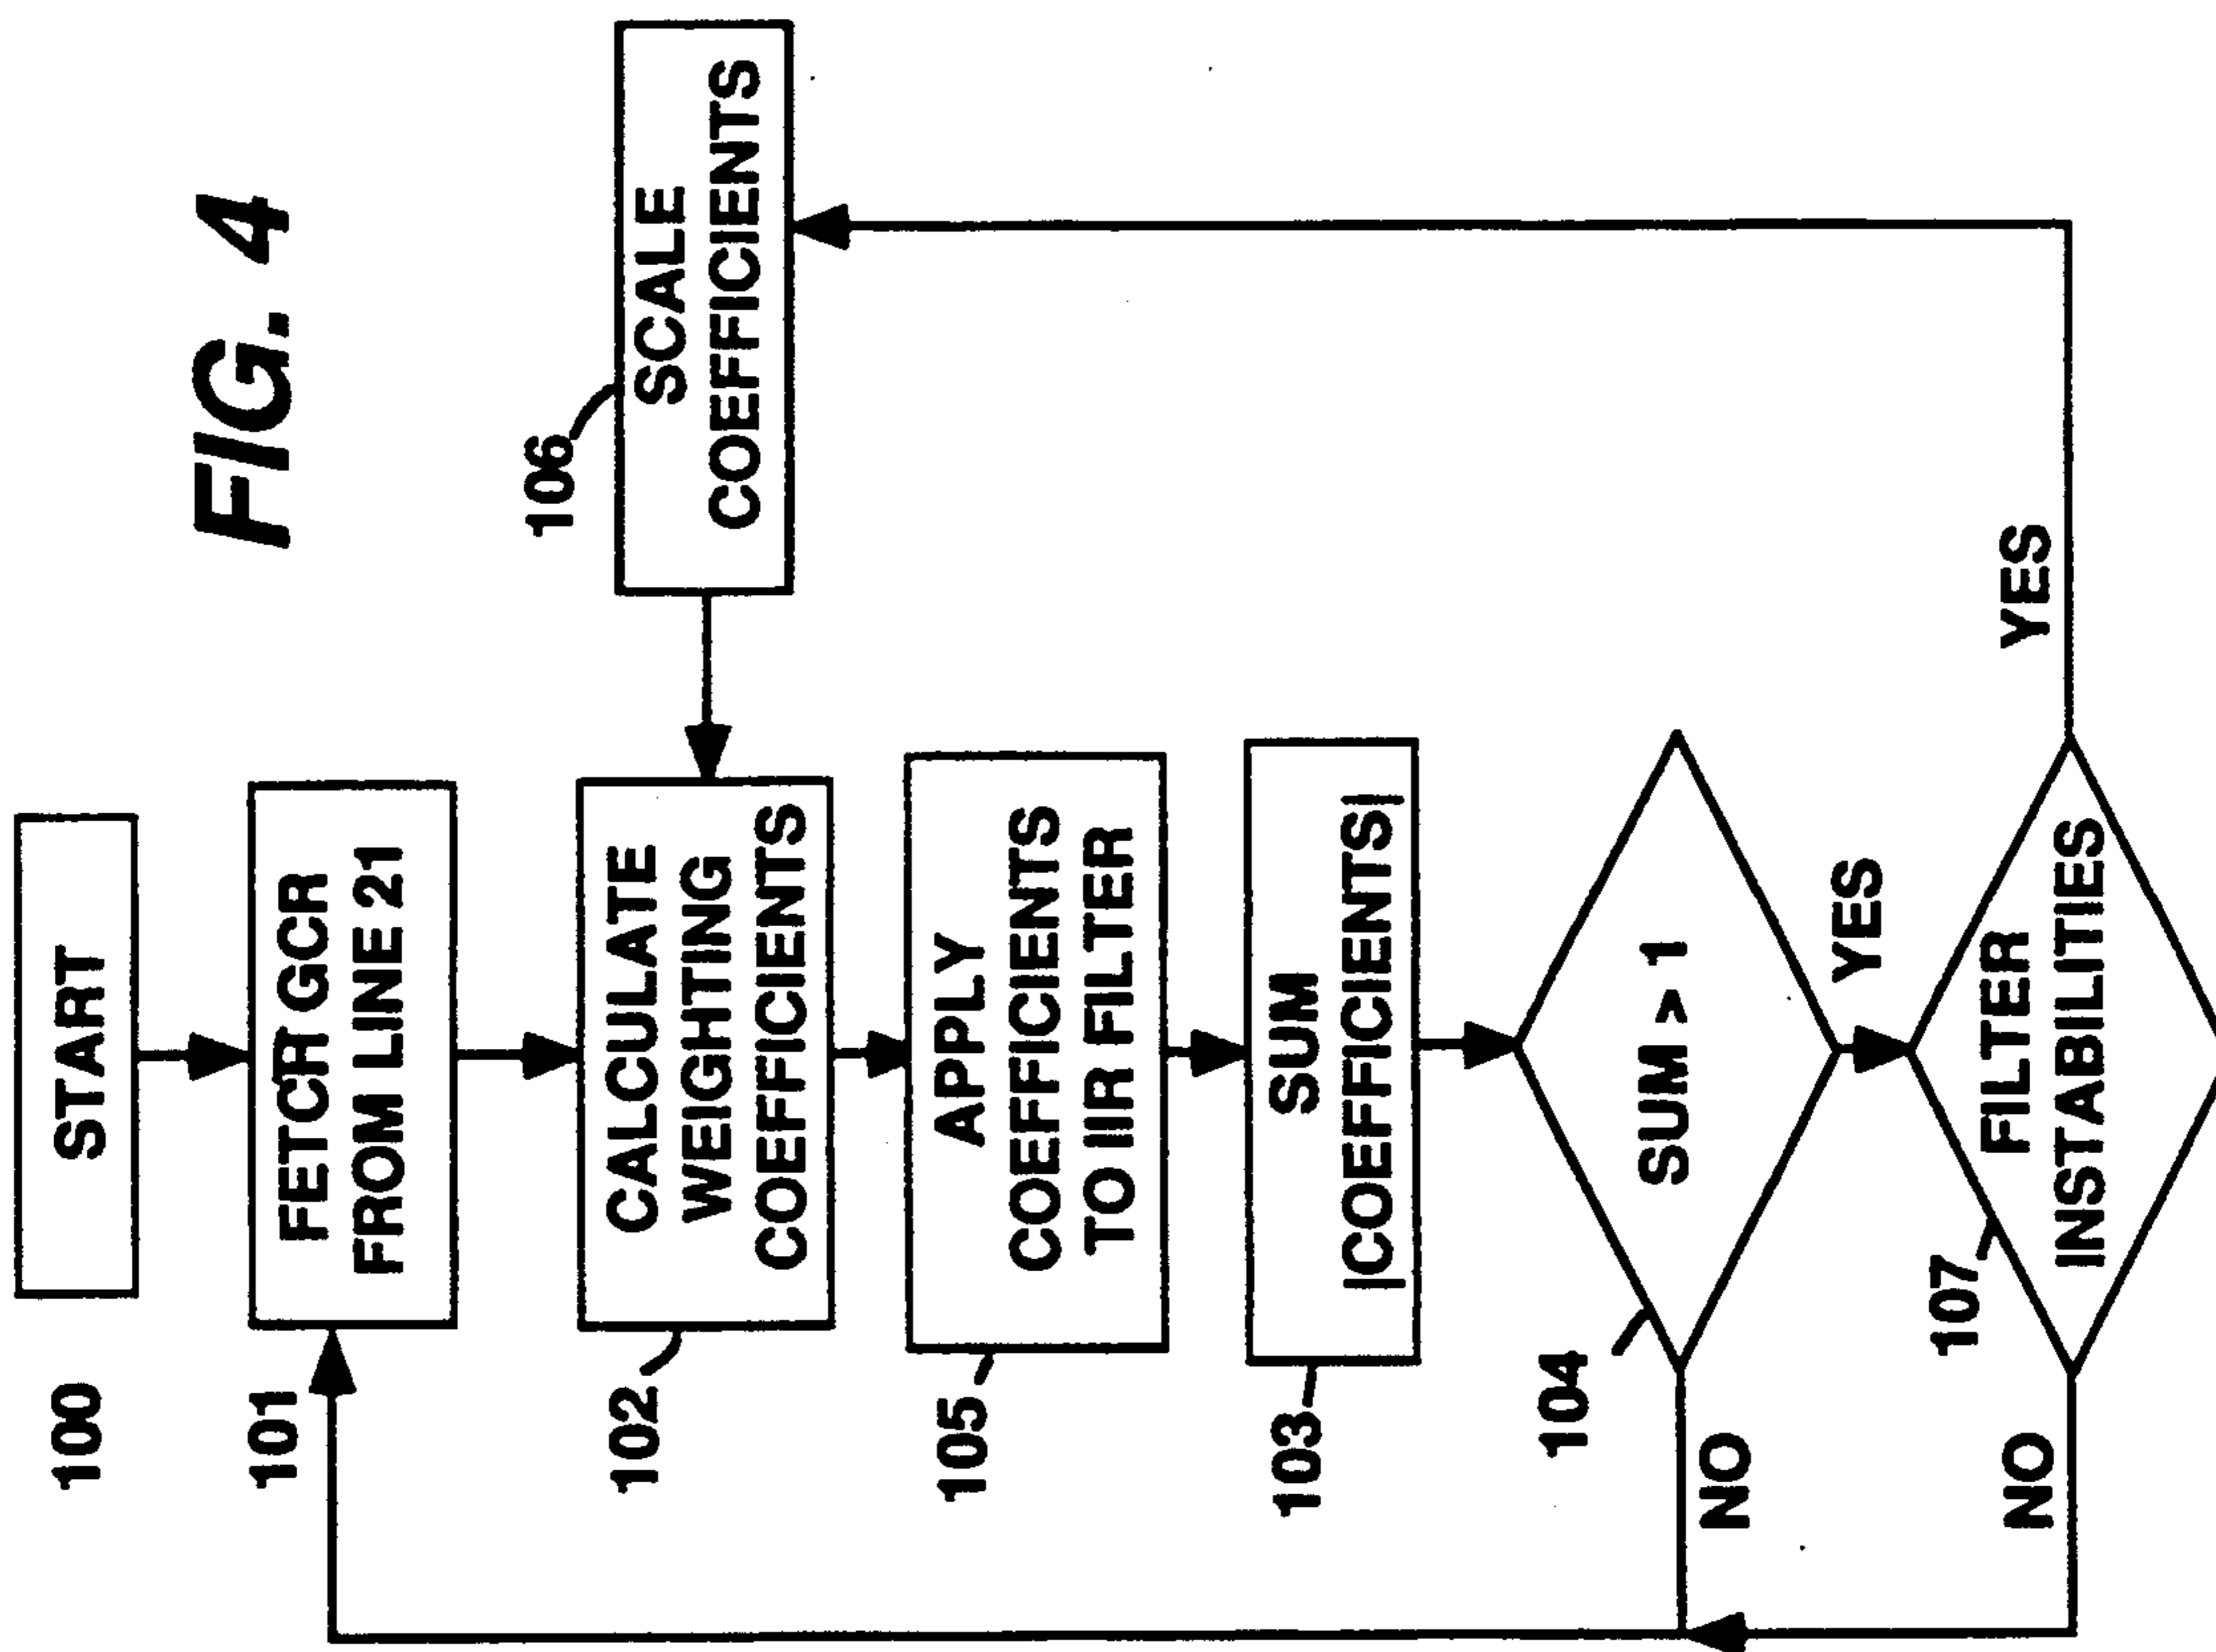 FIG. 4
100
START
101
FETCR GCR
FROM LINE 21
102
CALCULATE
WEIGHTING
COEFFICIENTS
106
SCALE
COEFFICIENTS
105
APPLY
COEFFICIENTS
TO IIR FILTER
103
SUM
|COEFFICIENTS|
104
SUM > 1
NO
YES
107
FILTER
INSTABILITIES
NO
YES